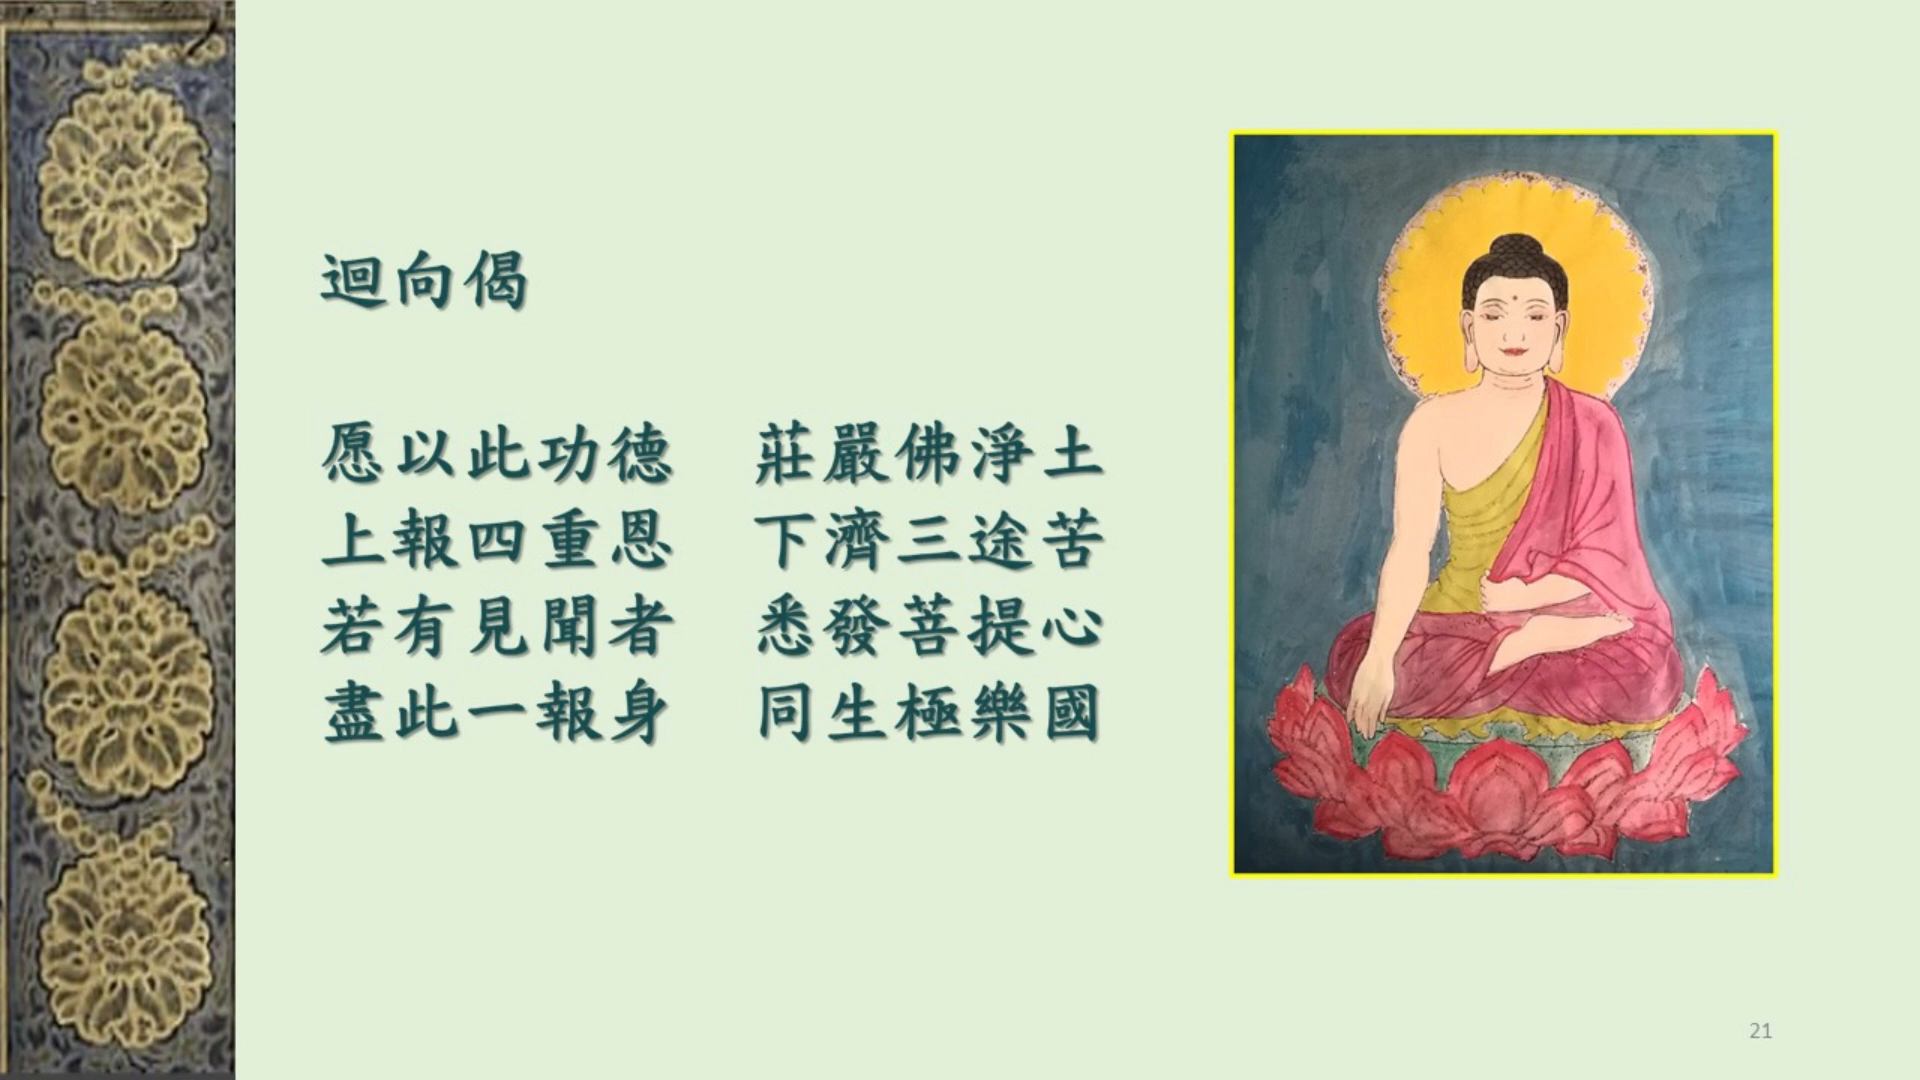 迴向偈
愿以此功德　莊嚴佛淨土
上報四重恩　下濟三途苦
若有見聞者　悉發菩提心
盡此一報身　同生極樂國
21